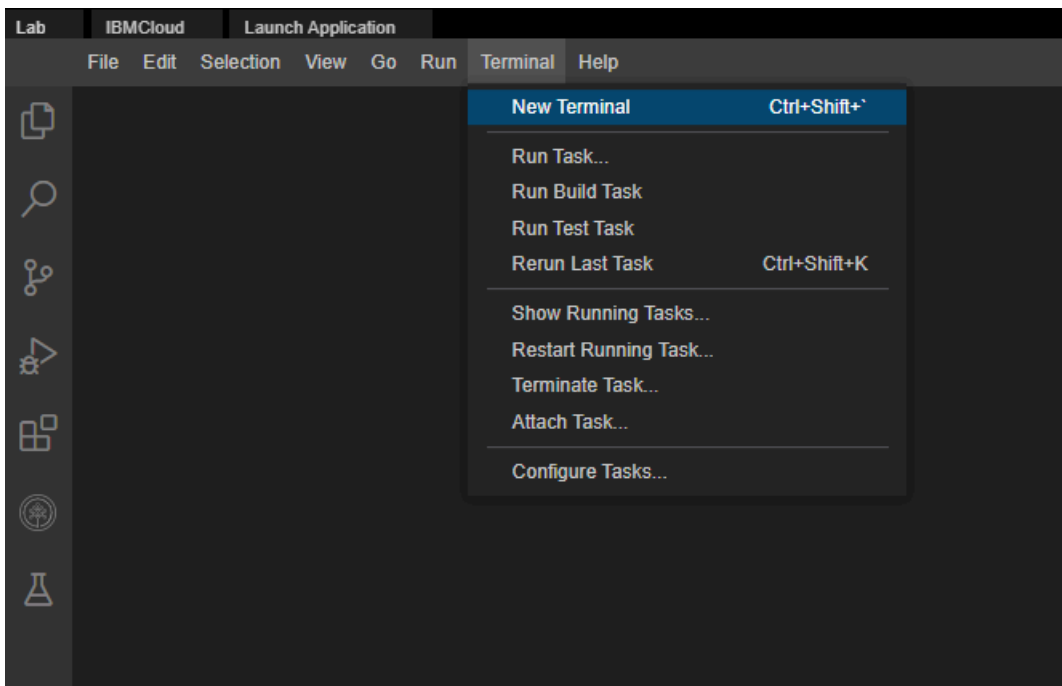 Lab IBMCloud Launch Application
File Edit Selection View Go Run Terminal Help
New Terminal Ctrl+Shift+`
Run Task...
Run Build Task
Run Test Task
Rerun Last Task Ctrl+Shift+K
Show Running Tasks...
Restart Running Task...
Terminate Task...
Attach Task...
Configure Tasks...